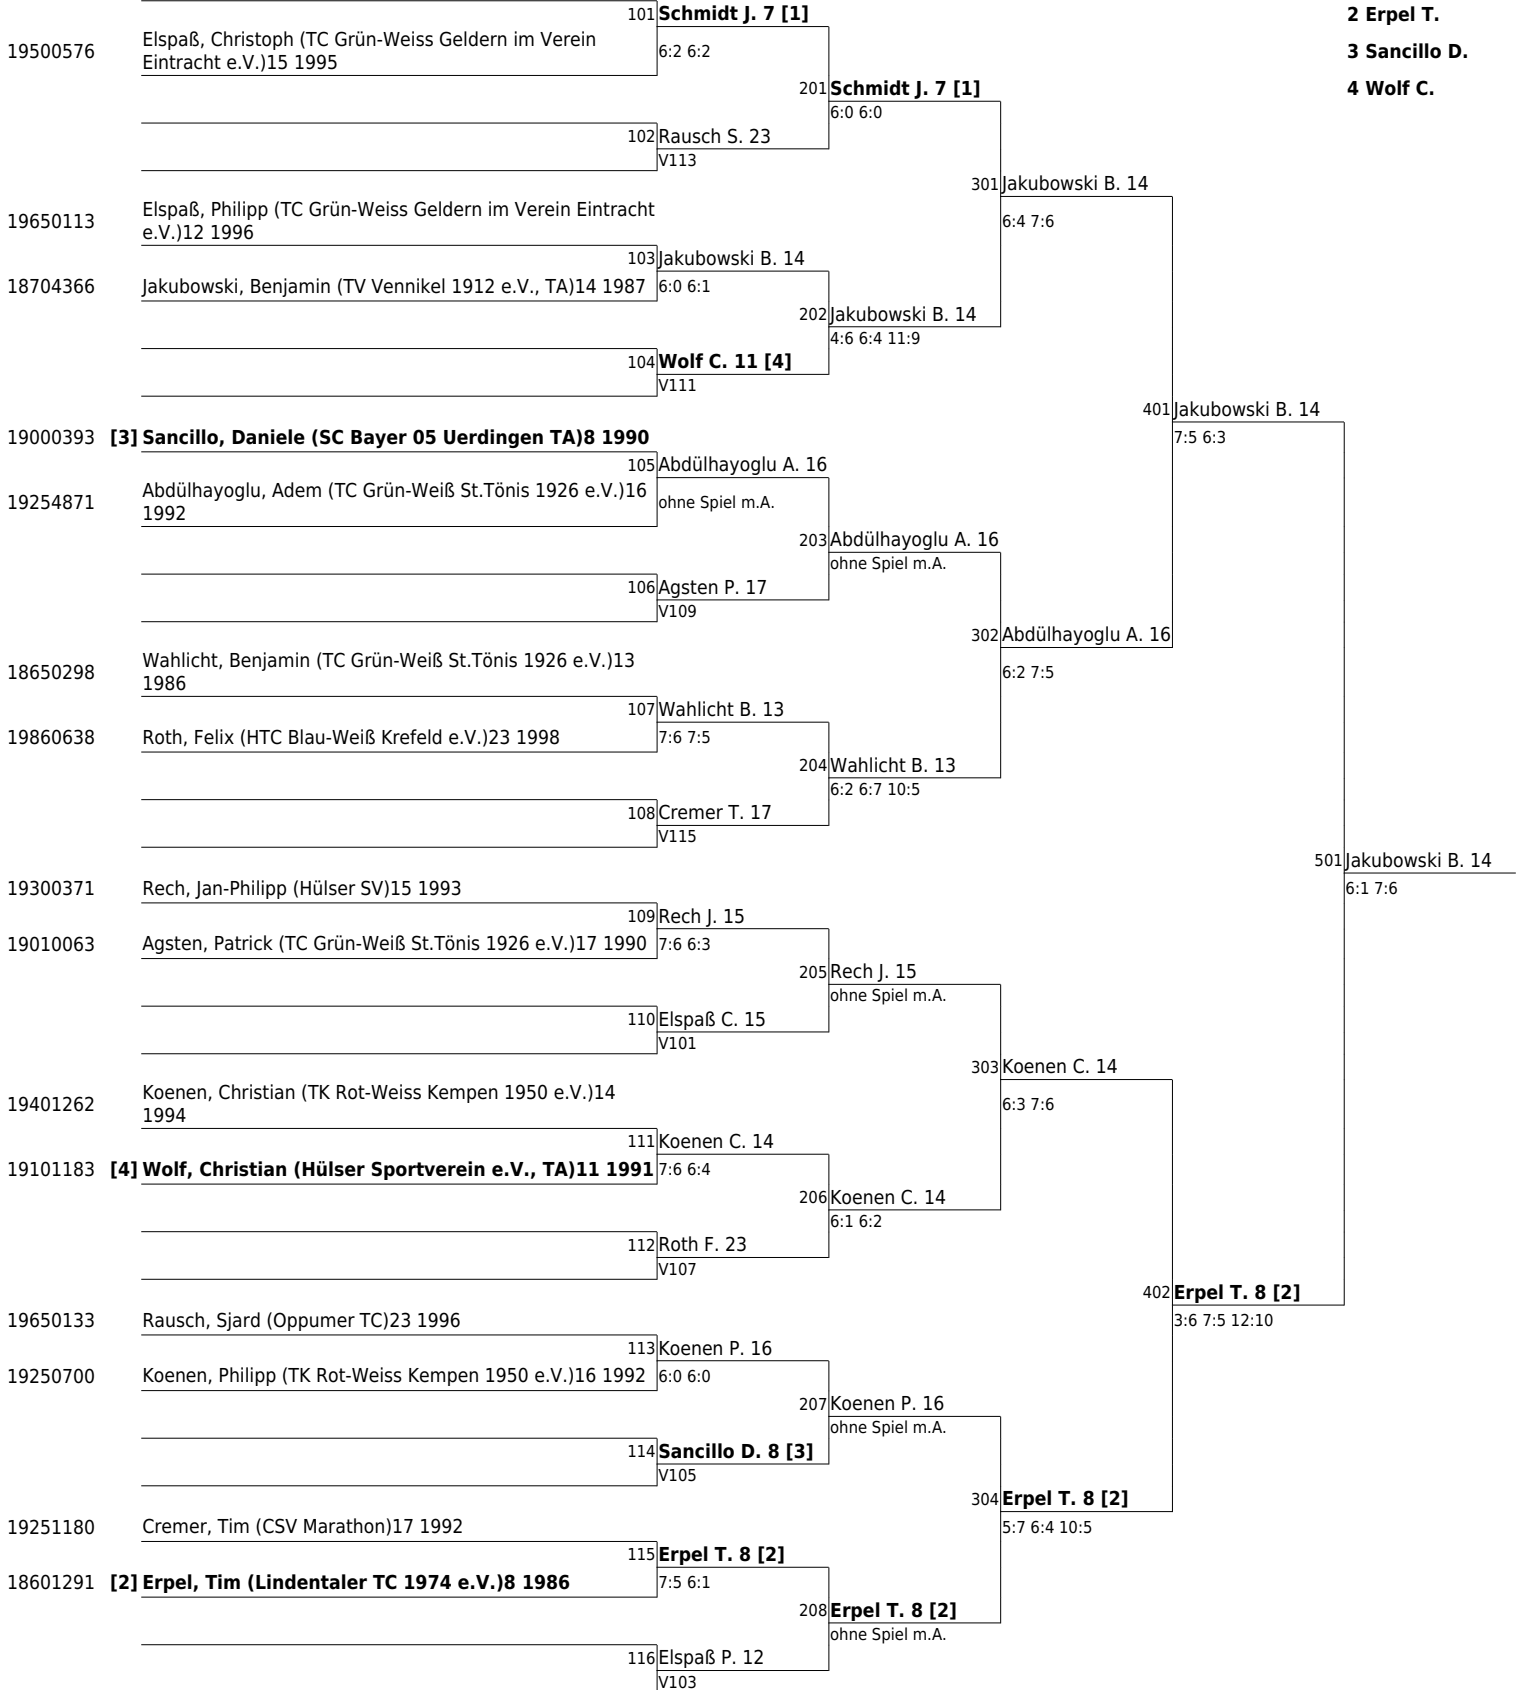 101 Schmidt J. 7 [1]
2 Erpel T.
19500576 Elspaß, Christoph (TC Grün-Weiss Geldern im Verein
Eintracht e.V.)15 1995
6:2 6:2
3 Sancillo D.
201 Schmidt J. 7 [1]
4 Wolf C.
6:0 6:0
102 Rausch S. 23
V113
301 Jakubowski B. 14
6:4 7:6
19650113 Elspaß, Philipp (TC Grün-Weiss Geldern im Verein Eintracht
e.V.)12 1996
103 Jakubowski B. 14
18704366 Jakubowski, Benjamin (TV Vennikel 1912 e.V., TA)14 1987 6:0 6:1
202 Jakubowski B. 14
4:6 6:4 11:9
104 Wolf C. 11 [4]
V111
401 Jakubowski B. 14
7:5 6:3
19000393 [3] Sancillo, Daniele (SC Bayer 05 Uerdingen TA)8 1990
105 Abdülhayoglu A. 16
19254871 Abdülhayoglu, Adem (TC Grün-Weiß St.Tönis 1926 e.V.)16
1992
ohne Spiel m.A.
203 Abdülhayoglu A. 16
ohne Spiel m.A.
106 Agsten P. 17
V109
302 Abdülhayoglu A. 16
6:2 7:5
18650298 Wahlicht, Benjamin (TC Grün-Weiß St.Tönis 1926 e.V.)13
1986
107 Wahlicht B. 13
19860638 Roth, Felix (HTC Blau-Weiß Krefeld e.V.)23 1998 7:6 7:5
204 Wahlicht B. 13
6:2 6:7 10:5
108 Cremer T. 17
V115
501 Jakubowski B. 14
6:1 7:6
19300371 Rech, Jan-Philipp (Hülser SV)15 1993
109 Rech J. 15
19010063 Agsten, Patrick (TC Grün-Weiß St.Tönis 1926 e.V.)17 1990 7:6 6:3
205 Rech J. 15
ohne Spiel m.A.
110 Elspaß C. 15
V101
303 Koenen C. 14
6:3 7:6
19401262 Koenen, Christian (TK Rot-Weiss Kempen 1950 e.V.)14
1994
111 Koenen C. 14
19101183 [4] Wolf, Christian (Hülser Sportverein e.V., TA)11 1991 7:6 6:4
206 Koenen C. 14
6:1 6:2
112 Roth F. 23
V107
402 Erpel T. 8 [2]
3:6 7:5 12:10
19650133 Rausch, Sjard (Oppumer TC)23 1996
113 Koenen P. 16
19250700 Koenen, Philipp (TK Rot-Weiss Kempen 1950 e.V.)16 1992 6:0 6:0
207 Koenen P. 16
ohne Spiel m.A.
114 Sancillo D. 8 [3]
V105
304 Erpel T. 8 [2]
5:7 6:4 10:5
19251180 Cremer, Tim (CSV Marathon)17 1992
115 Erpel T. 8 [2]
18601291 [2] Erpel, Tim (Lindentaler TC 1974 e.V.)8 1986 7:5 6:1
208 Erpel T. 8 [2]
ohne Spiel m.A.
116 Elspaß P. 12
V103